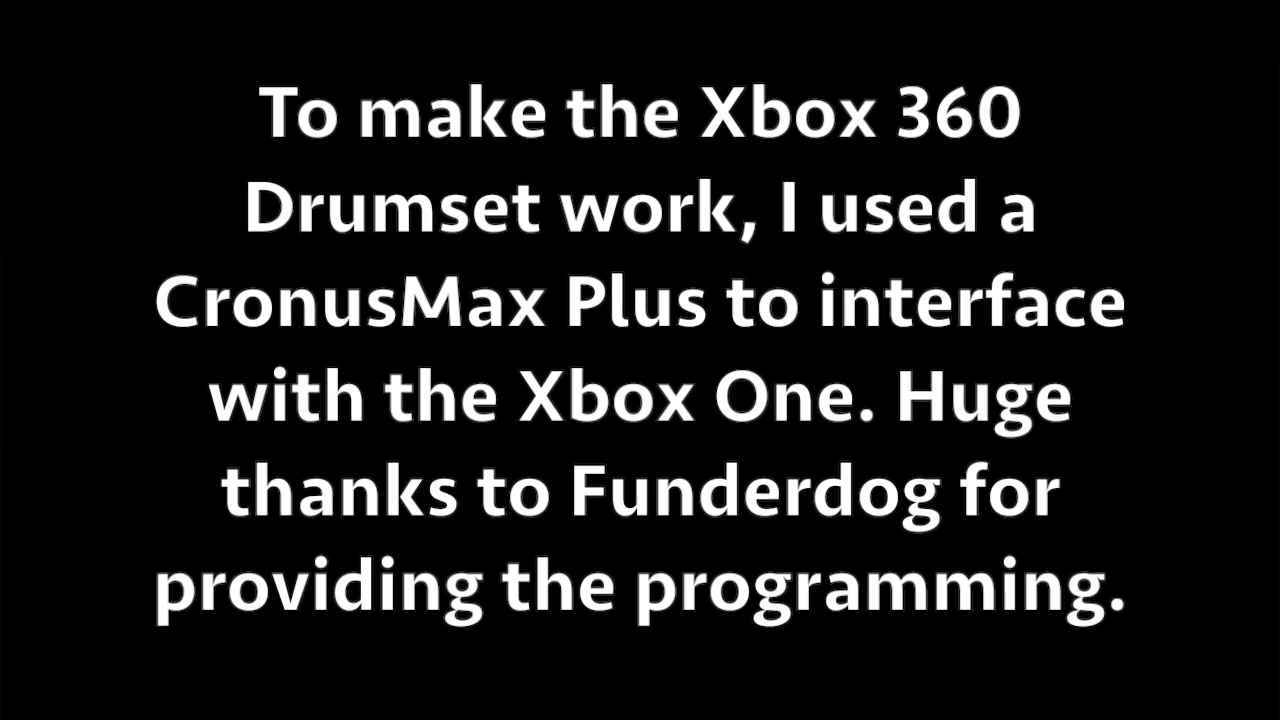 To make the Xbox 360
Drumset work, I used a
CronusMax Plus to interface
with the Xbox One. Huge
thanks to Funderdog for
providing the programming.